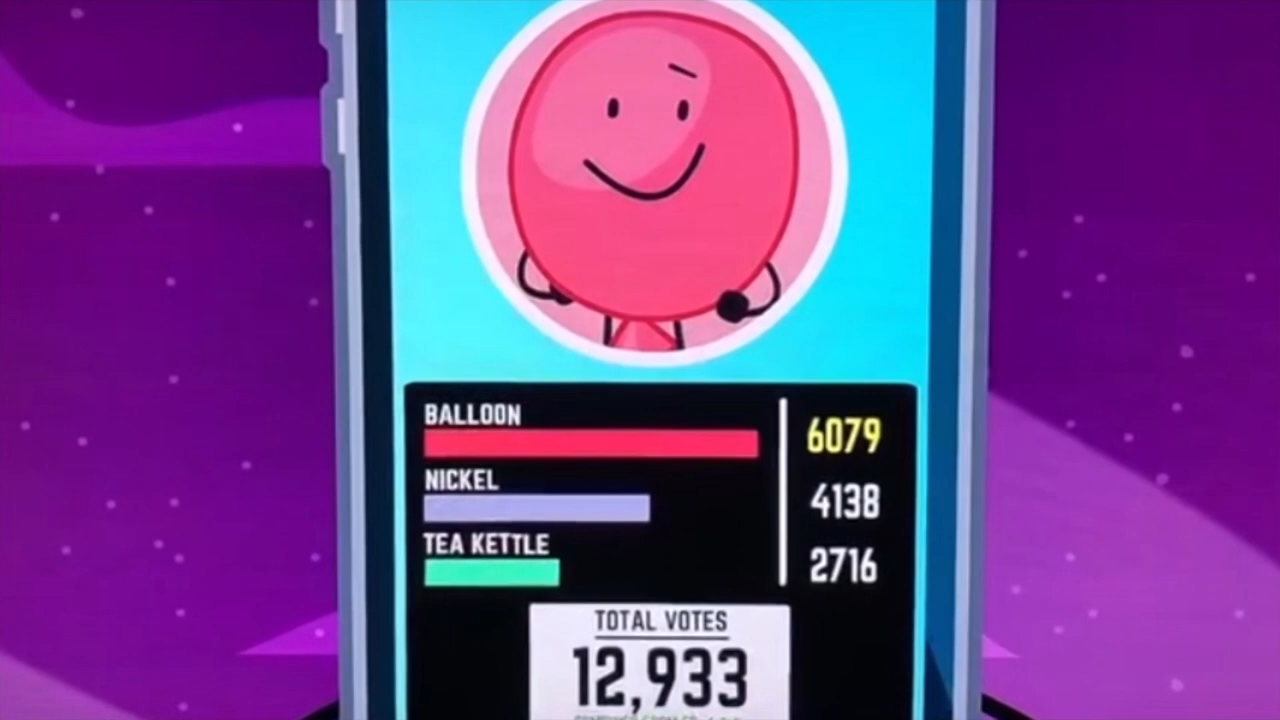 BALLOON
6079
NICKEL
4138
TEA KETTLE
2716
TOTAL VOTES
12,933